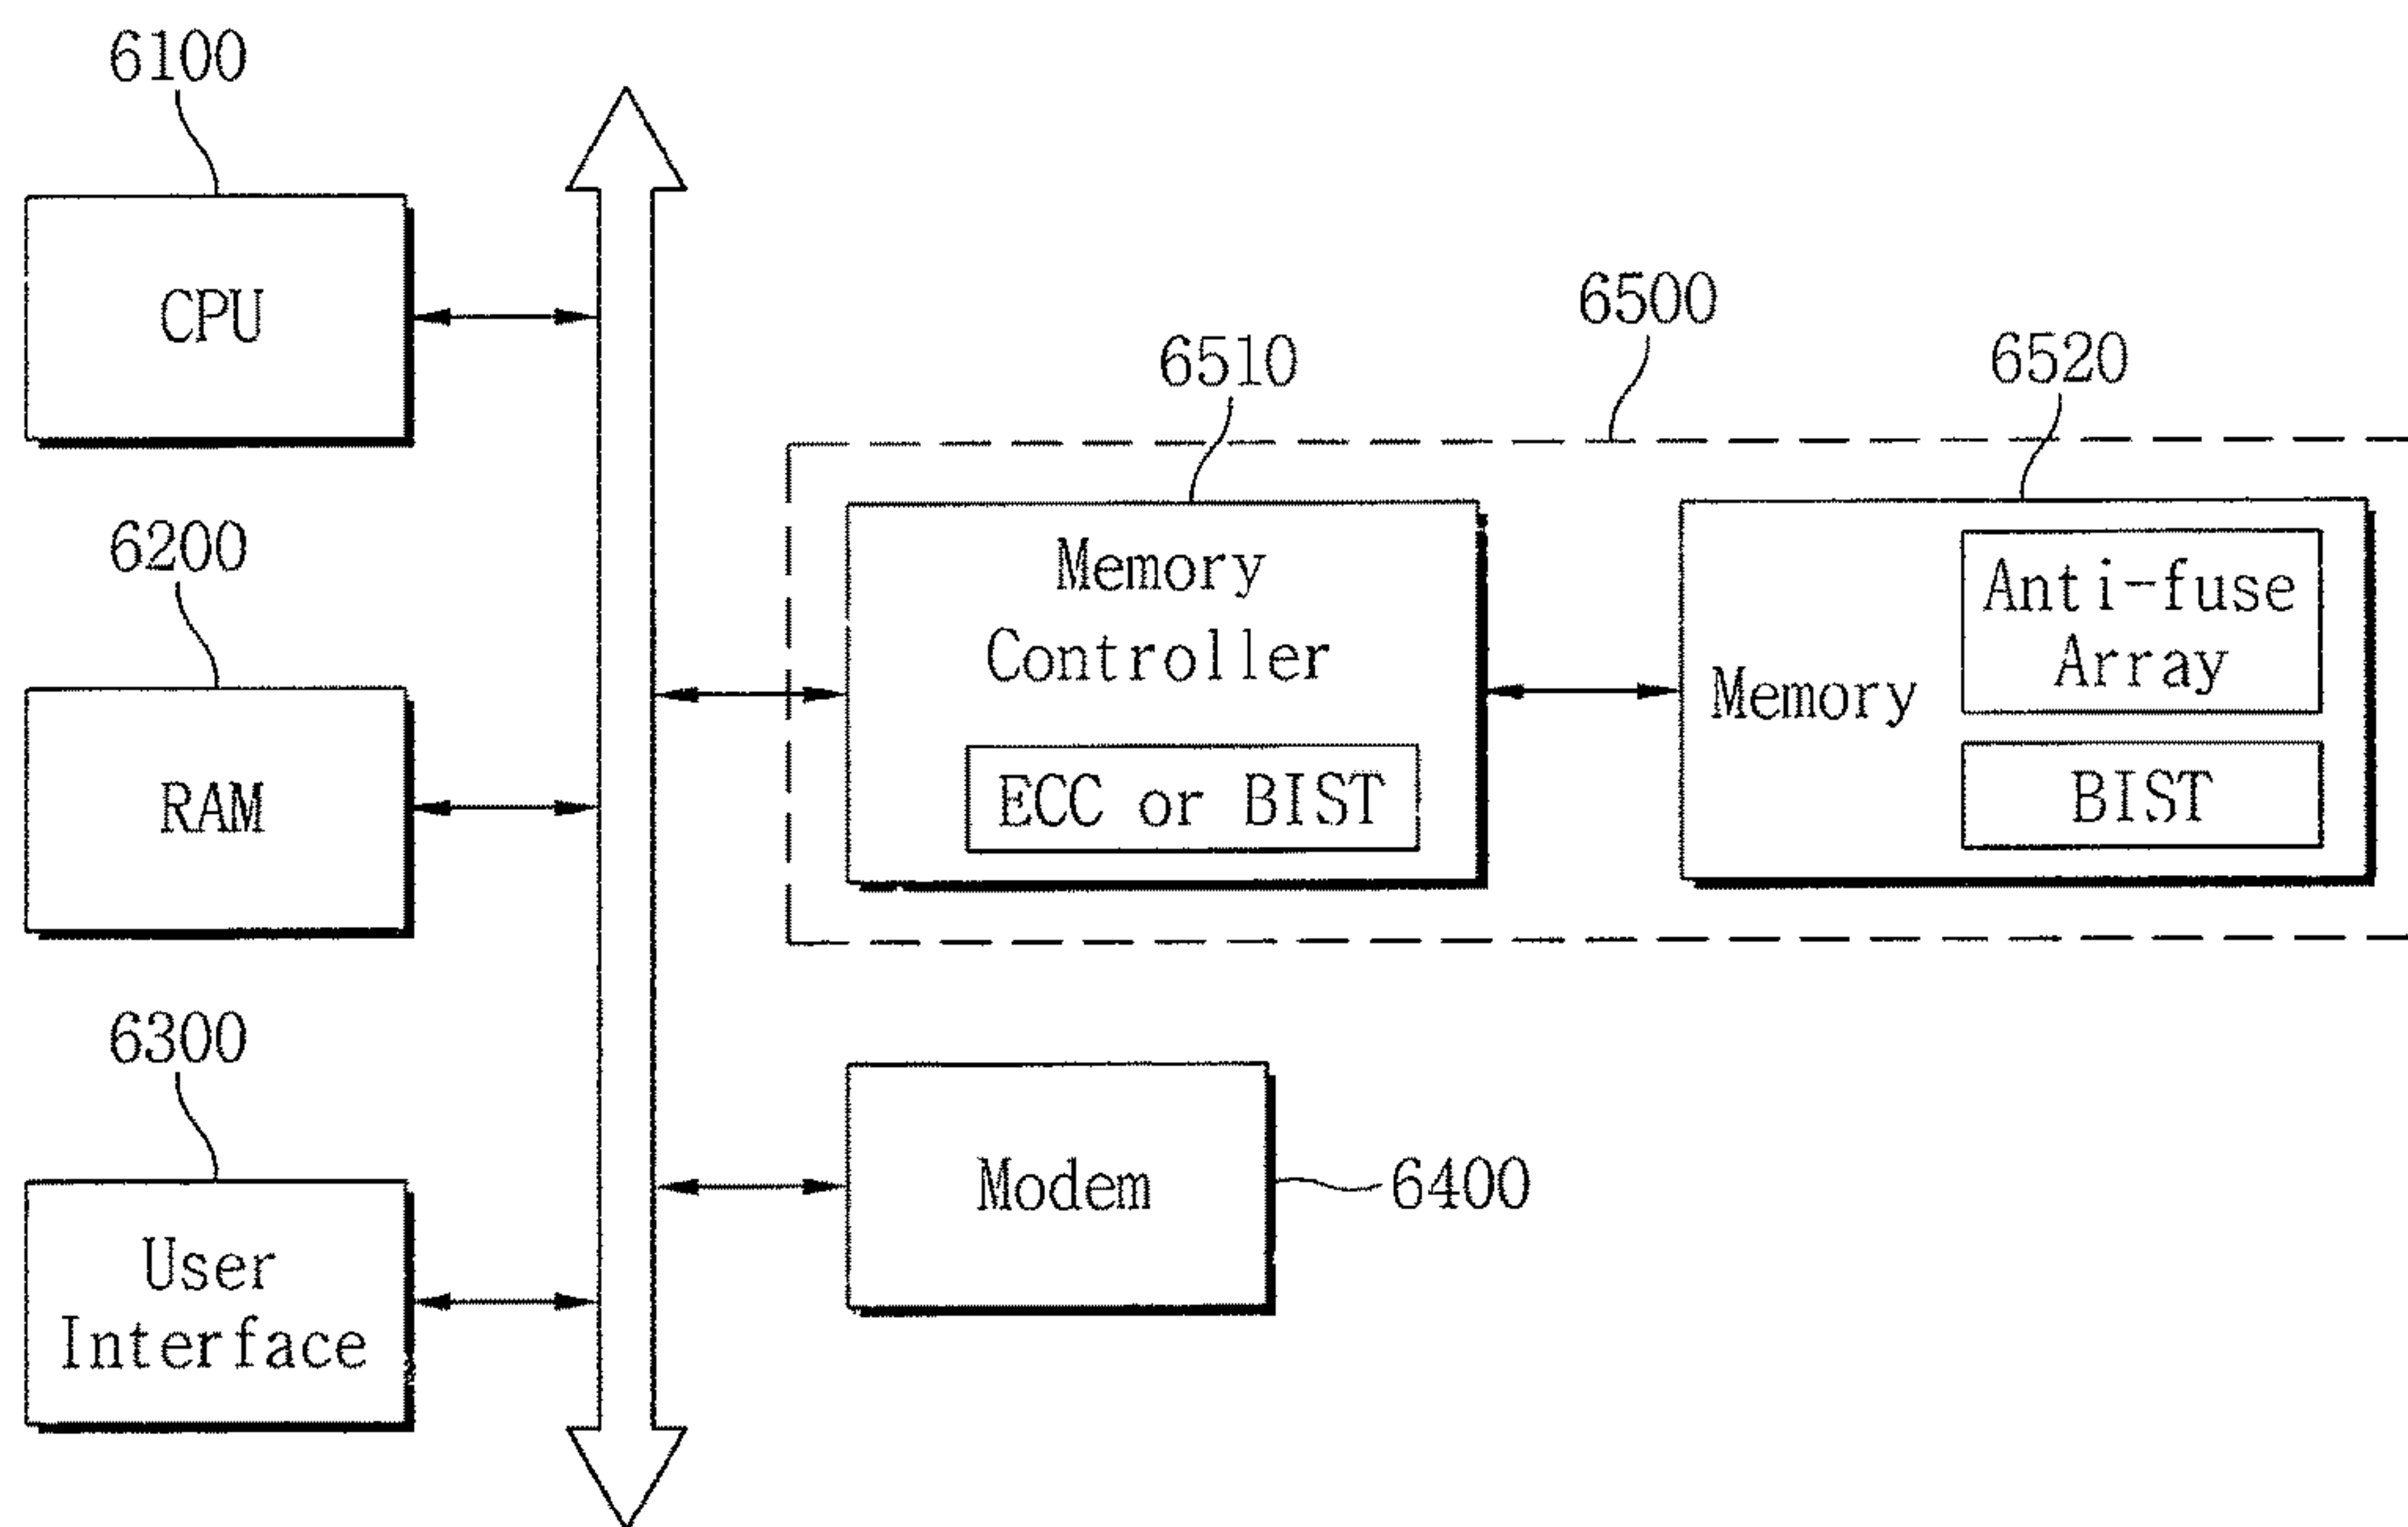 6100
CPU
6500
6510
6520
Memory
Controller
ECC or BIST
Memory
Anti-fuse
Array
BIST
6200
RAM
6300
User
Interface
Modem
6400